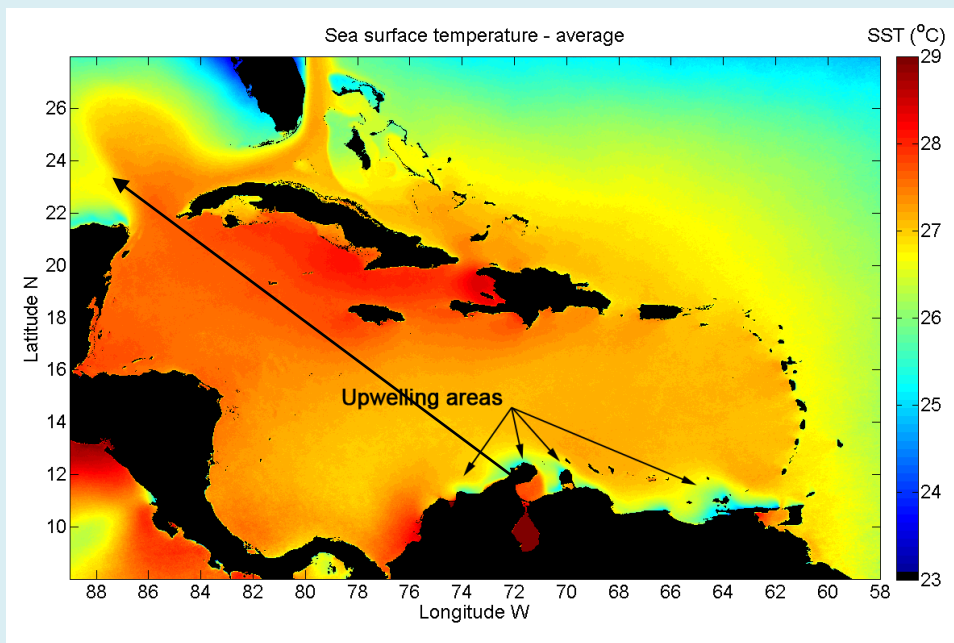 Sea surface temperature - average
SST (°C)
29
28
27
26
25
24
23
26
24
22
20
18
16
14
12
10
Latitude N
Upwelling areas
88 86 84 82 80 78 76 74 72 70 68 66 64 62 60 58
Longitude W